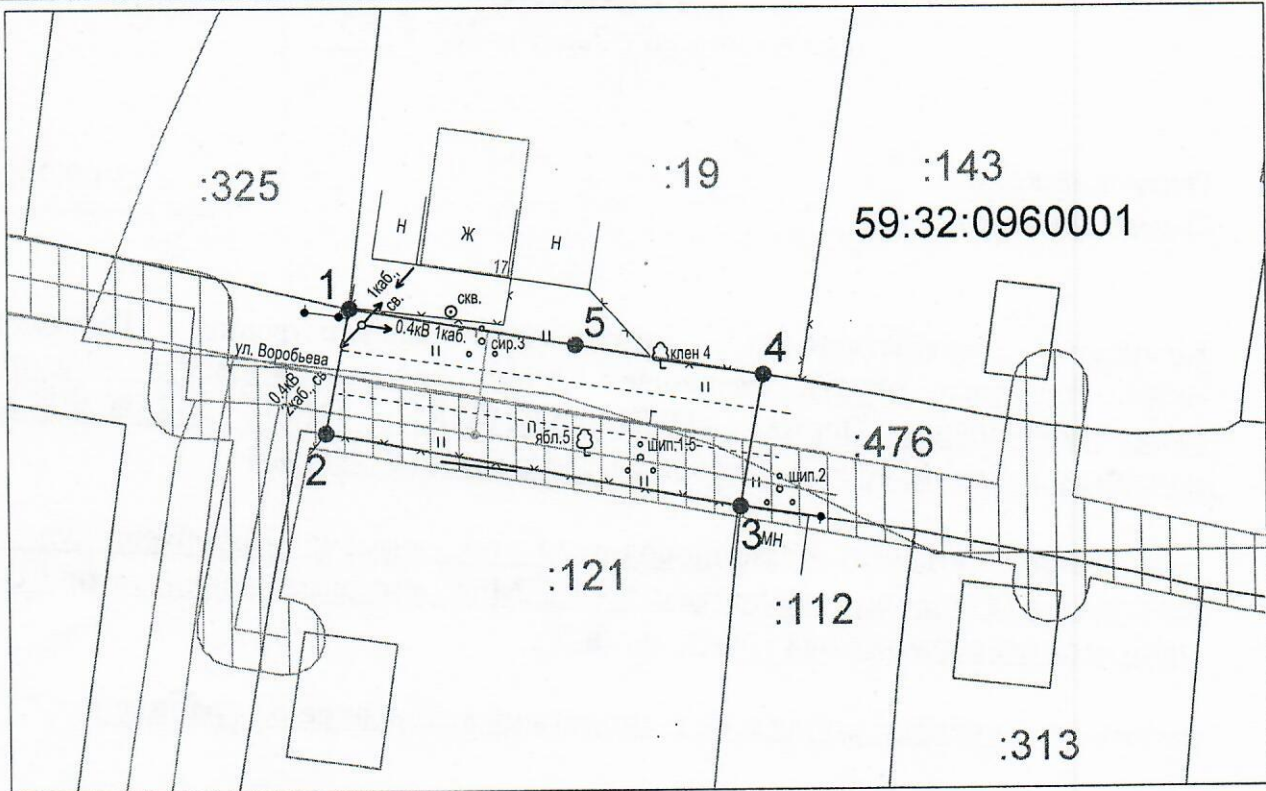 :325
:19
:143
59:32:0960001
Н
Ж
Н
17
1
1каб.,
св.
скв.
0.4кВ 1каб.
сир.3
5
клен 4
4
ул. Воробьева
0.4кВ
2каб., св.
Г
ябл.5
шип.1-5
:476
шип.2
2
3
МН
:121
:112
:313